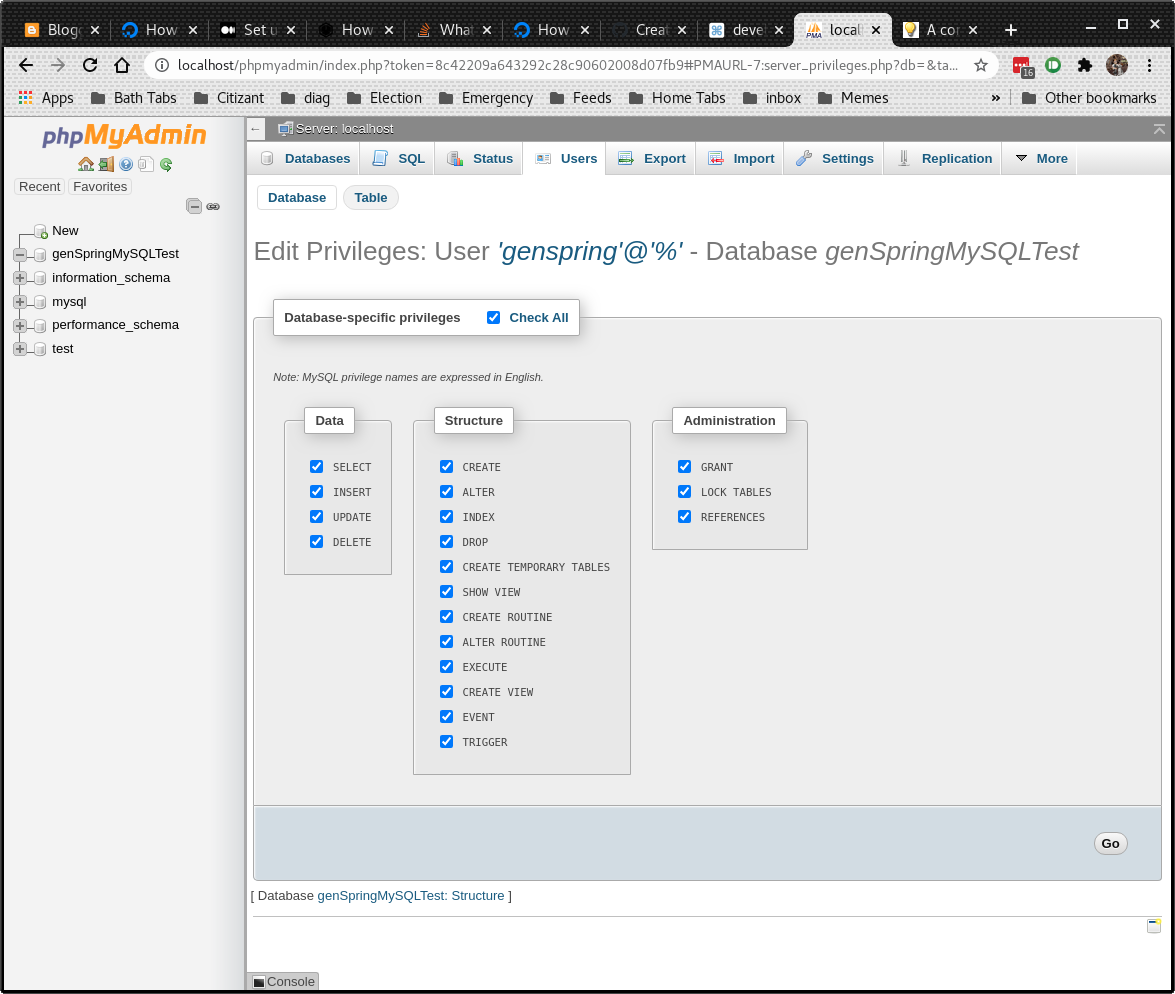 Blog How Set u How What How Creat deve local A co
localhost/phpmyadmin/index.php?token=8c42209a643292c28c90602008d07fb9#PMAURL-7:server_privileges.php?db=&ta...
16
Apps Bath Tabs Citizant diag Election Emergency Feeds Home Tabs inbox Memes » Other bookmarks
phpMyAdmin
Recent Favorites
New
genSpringMySQLTest
information_schema
mysql
performance_schema
test
Server: localhost
Databases SQL Status Users Export Import Settings Replication More
Database Table
Edit Privileges: User 'genspring'@'%' - Database genSpringMySQLTest
Database-specific privileges Check All
Note: MySQL privilege names are expressed in English.
Data
SELECT
INSERT
UPDATE
DELETE
Structure
CREATE
ALTER
INDEX
DROP
CREATE TEMPORARY TABLES
SHOW VIEW
CREATE ROUTINE
ALTER ROUTINE
EXECUTE
CREATE VIEW
EVENT
TRIGGER
Administration
GRANT
LOCK TABLES
REFERENCES
Go
[ Database genSpringMySQLTest: Structure ]
Console